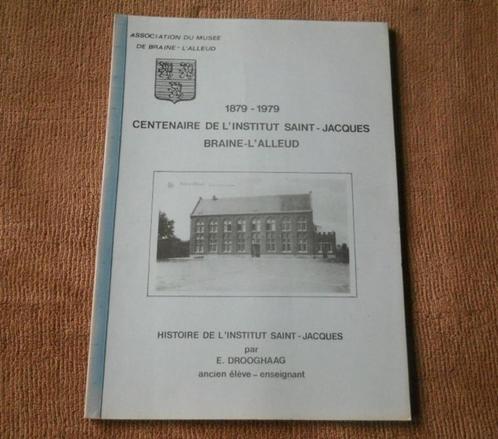 ASSOCIATION DU MUSEE
DE BRAINE-L'ALLEUD
1879 - 1979
CENTENAIRE DE L'INSTITUT SAINT-JACQUES
BRAINE-L'ALLEUD
HISTOIRE DE L'INSTITUT SAINT-JACQUES
par
E. DROOGHAAG
ancien élève - enseignant